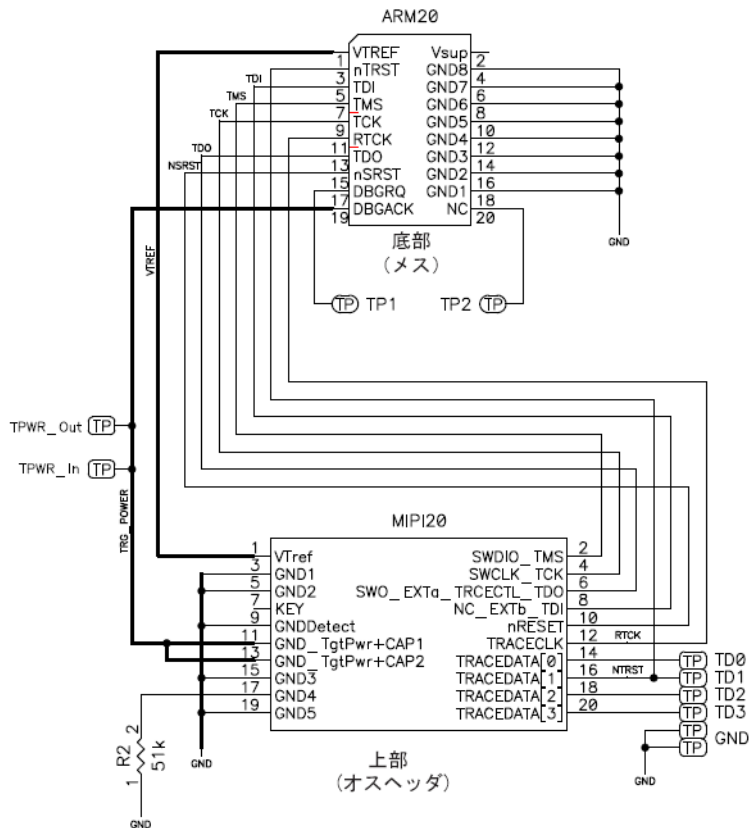 ARM20
VTREF Vsup
1 nTRST GND8 2
3 TDI GND7 4
5 TMS GND6 6
7 TCK GND5 8
9 RTCK GND4 10
11 TDO GND3 12
13 nSRST GND2 14
15 DBGRQ GND1 16
17 DBGACK NC 18
19 20
TDI
TMS
TCK
TDO
NSRST
GND
底部
(メス)
VTREF
TP TP1 TP2 TP
TPWR_Out TP
TPWR_In TP
TRG_POWER
MIPI20
1 VTref SWDIO_TMS 2
3 GND1 SWCLK_TCK 4
5 GND2 SWO_EXTa_TRCECTL_TDO 6
7 KEY NC_EXTb_TDI 8
9 GNDDetect nRESET 10
11 GND_TgtPwr+CAP1 TRACECLK 12 RTCK
13 GND_TgtPwr+CAP2 TRACEDATA[0] 14 TP TD0
15 GND3 TRACEDATA[1] 16 NTRST TP TD1
17 GND4 TRACEDATA[2] 18 TP TD2
19 GND5 TRACEDATA[3] 20 TP TD3
TP GND
TP
R2 2
51k
1
GND
GND
上部
(オスヘッダ)
GND